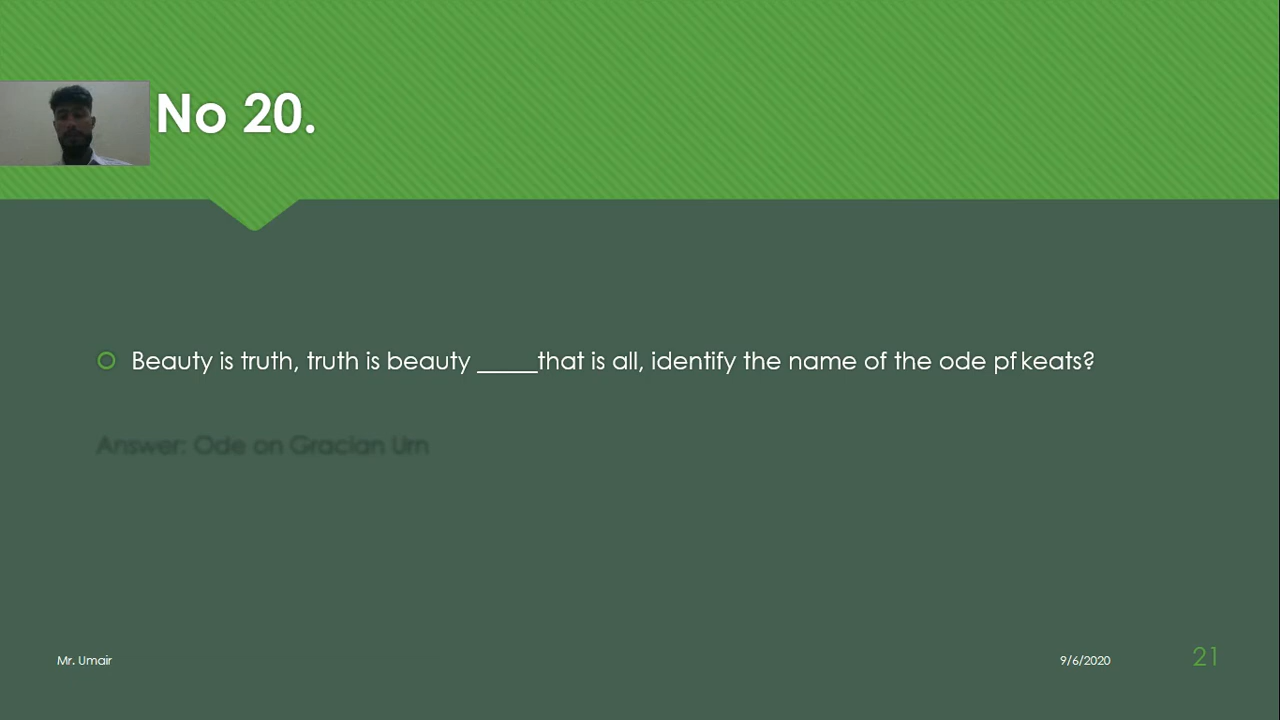 No 20.
Beauty is truth, truth is beauty _____that is all, identify the name of the ode pf keats?
Answer: Ode on Gracian Urn
Mr. Umair
9/6/2020
21